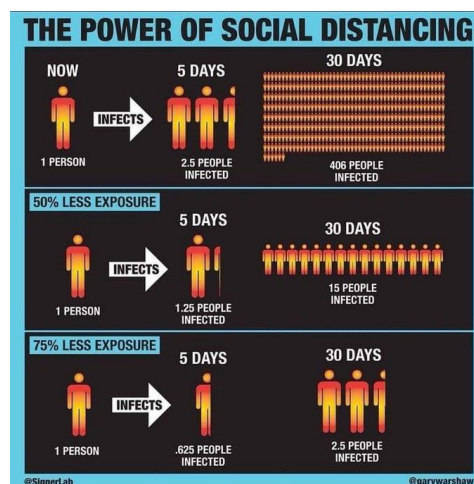 THE POWER OF SOCIAL DISTANCING
NOW
5 DAYS
30 DAYS
INFECTS
1 PERSON
2.5 PEOPLE
INFECTED
406 PEOPLE
INFECTED
50% LESS EXPOSURE
5 DAYS
30 DAYS
INFECTS
1 PERSON
1.25 PEOPLE
INFECTED
15 PEOPLE
INFECTED
75% LESS EXPOSURE
5 DAYS
30 DAYS
INFECTS
1 PERSON
.625 PEOPLE
INFECTED
2.5 PEOPLE
INFECTED
@SignerLab
@garywarshaw